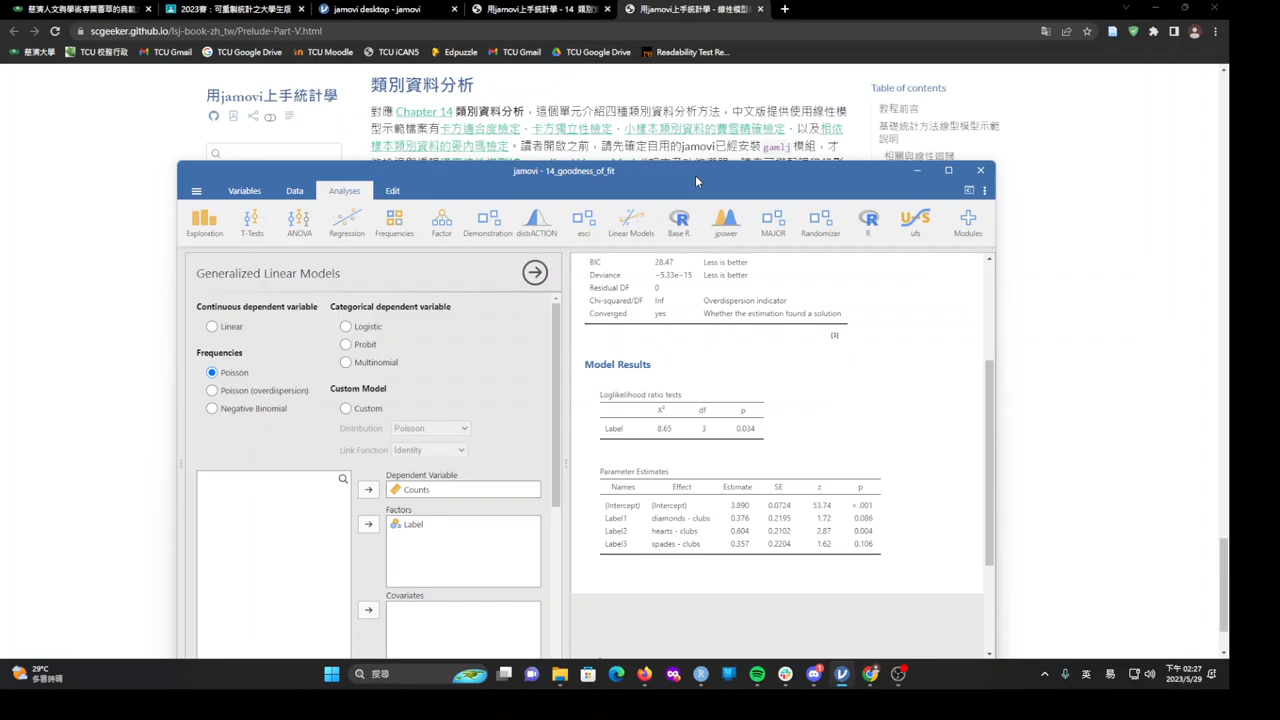 慈濟人文與學術專業薈萃的典範
2023春：可重製統計之大學生版
jamovi desktop - jamovi
用jamovi上手統計學 - 14 類別
用jamovi上手統計學 - 線性模型
scgeeker.github.io/lsj-book-zh_tw/Prelude-Part-V.html
慈濟大學
TCU 校務行政
TCU Gmail
TCU Google Drive
TCU Moodle
TCU iCAN5
Edpuzzle
TCU Gmail
TCU Google Drive
Readability Test Re...
用jamovi上手統計學
類別資料分析
對應 Chapter 14 類別資料分析，這個單元介紹四種類別資料分析方法，中文版提供使用線性模
型示範檔案有卡方適合度檢定、卡方獨立性檢定、小樣本類別資料的費雪精確檢定、以及相依
樣本類別資料的麥內瑪檢定。讀者開啟之前，請先確定自用的jamovi已經安裝 gamlj 模組，才
Table of contents
教程前言
基礎統計方法線型模型示範
說明
相關與線性迴歸
jamovi - 14_goodness_of_fit
Variables
Data
Analyses
Edit
Exploration
T-Tests
ANOVA
Regression
Frequencies
Factor
Demonstration
distrACTION
esci
Linear Models
Base R
jpower
MAJOR
Randomizer
R
ufs
Modules
Generalized Linear Models
Continuous dependent variable
Linear
Frequencies
Poisson
Poisson (overdispersion)
Negative Binomial
Categorical dependent variable
Logistic
Probit
Multinomial
Custom Model
Custom
Distribution Poisson
Link Function Identity
Dependent Variable
Counts
Factors
Label
Covariates
BIC 28.47 Less is better
Deviance −5.33e−15 Less is better
Residual DF 0
Chi-squared/DF Inf Overdispersion indicator
Converged yes Whether the estimation found a solution
[3]
Model Results
Loglikelihood ratio tests
X² df p
Label 8.65 3 0.034
Parameter Estimates
Names Effect Estimate SE z p
(Intercept) (Intercept) 3.890 0.0724 53.74 < .001
Label1 diamonds - clubs 0.376 0.2195 1.72 0.086
Label2 hearts - clubs 0.604 0.2102 2.87 0.004
Label3 spades - clubs 0.357 0.2204 1.62 0.106
29°C
多雲時晴
搜尋
英
易
下午 02:27
2023/5/29